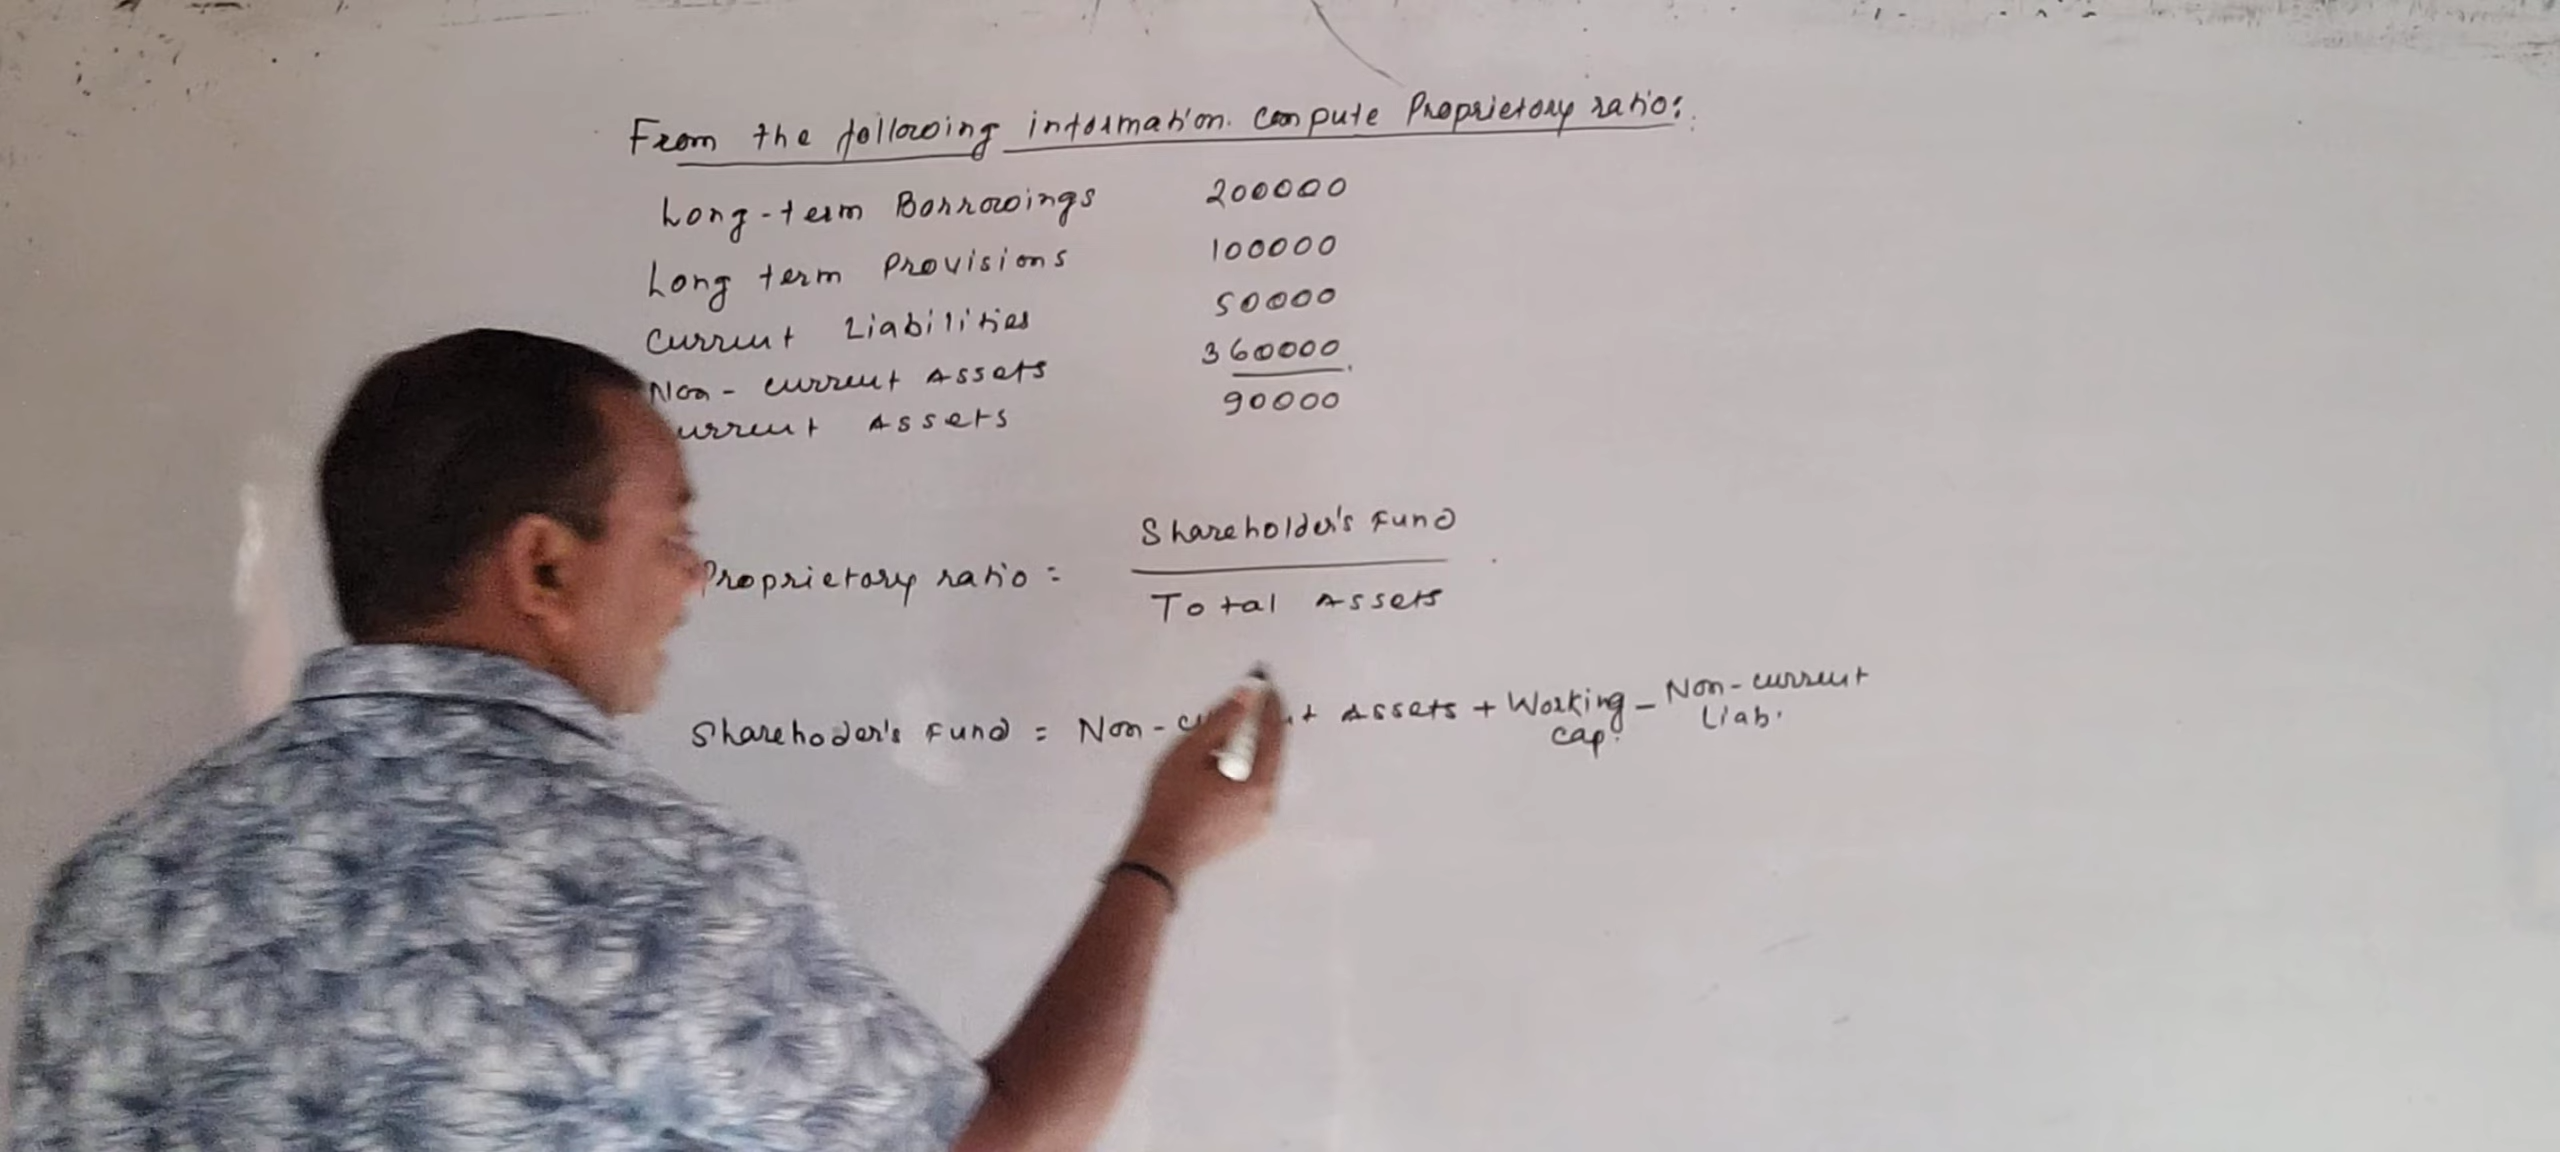 From the following information. compute Proprietory ratio:
Long-term Borrowings 200000
Long term Provisions 100000
Current Liabilities 50000
Non-current Assets 360000
Assets 90000
Proprietory ratio = Shareholder's Fund
Total Assets
Sharehoder's Fund = Non- Assets + Working - Non-current
cap. Liab.